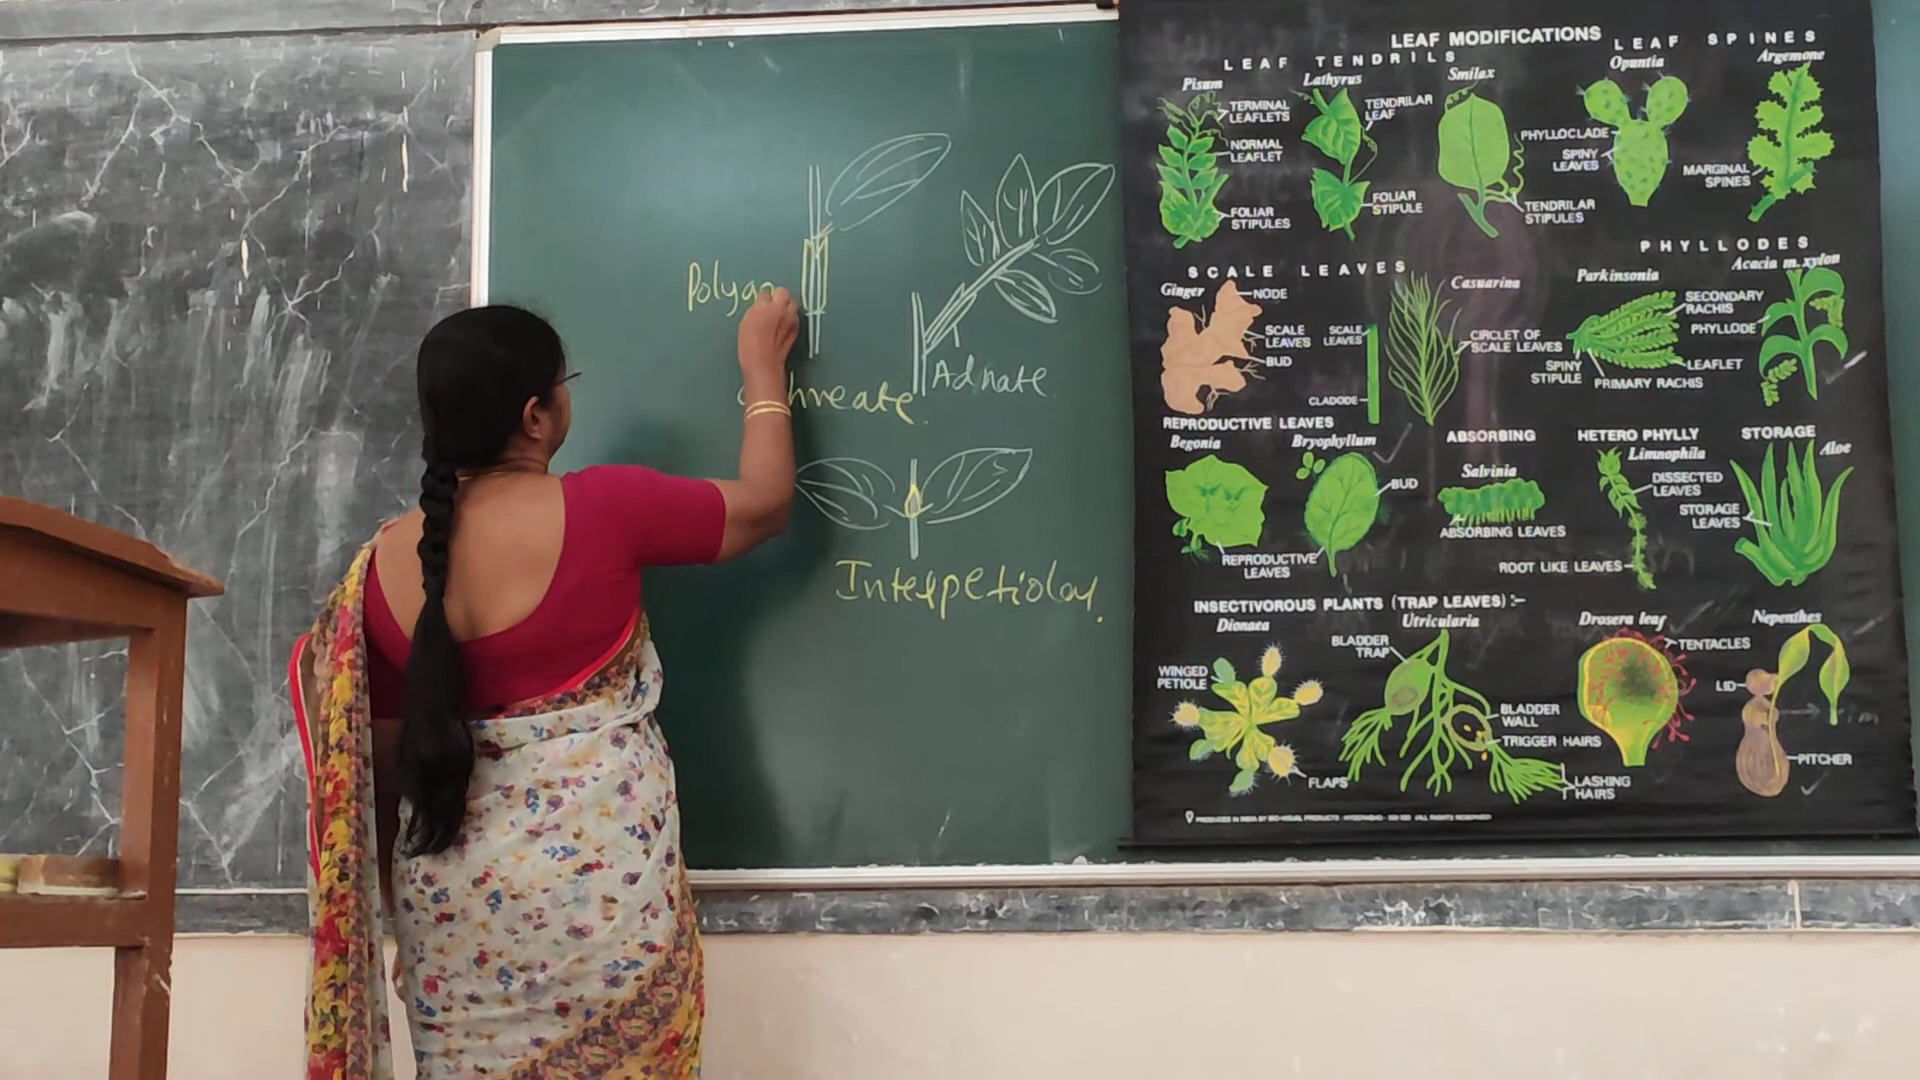 Polygo
Adnate
Interpetiolar.
LEAF MODIFICATIONS
LEAF TENDRILS
LEAF SPINES
Pisum
Lathyrus
Smilax
Opuntia
Argemone
TERMINAL
LEAFLETS
NORMAL
LEAFLET
FOLIAR
STIPULES
TENDRILAR
LEAF
FOLIAR
STIPULE
TENDRILAR
STIPULES
PHYLLOCLADE
SPINY
LEAVES
MARGINAL
SPINES
SCALE LEAVES
PHYLLODES
Ginger
Casuarina
Parkinsonia
Acacia m.xylon
NODE
SCALE
LEAVES
BUD
SCALE
LEAVES
CLADODE
CIRCLET OF
SCALE LEAVES
SECONDARY
RACHIS
PHYLLODE
LEAFLET
SPINY
STIPULE
PRIMARY RACHIS
REPRODUCTIVE LEAVES
Begonia
Bryophyllum
BUD
REPRODUCTIVE
LEAVES
ABSORBING
Salvinia
ABSORBING LEAVES
HETERO PHYLLY
Limnophila
DISSECTED
LEAVES
ROOT LIKE LEAVES
STORAGE
Aloe
STORAGE
LEAVES
INSECTIVOROUS PLANTS (TRAP LEAVES) :-
Dionaea
Utricularia
Drosera leaf
Nepenthes
WINGED
PETIOLE
FLAPS
BLADDER
TRAP
BLADDER
WALL
TRIGGER HAIRS
LASHING
HAIRS
TENTACLES
LID
PITCHER